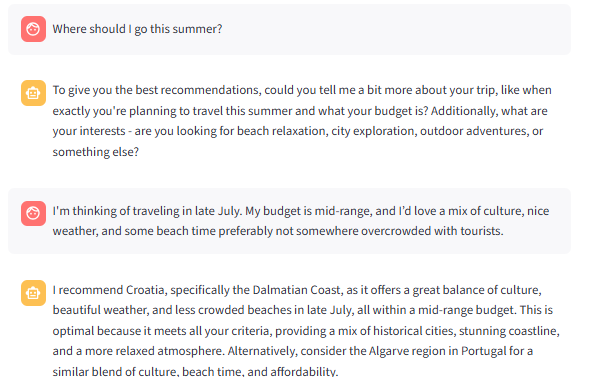 Where should I go this summer?
To give you the best recommendations, could you tell me a bit more about your trip, like when
exactly you're planning to travel this summer and what your budget is? Additionally, what are
your interests - are you looking for beach relaxation, city exploration, outdoor adventures, or
something else?
I'm thinking of traveling in late July. My budget is mid-range, and I'd love a mix of culture, nice
weather, and some beach time preferably not somewhere overcrowded with tourists.
I recommend Croatia, specifically the Dalmatian Coast, as it offers a great balance of culture,
beautiful weather, and less crowded beaches in late July, all within a mid-range budget. This is
optimal because it meets all your criteria, providing a mix of historical cities, stunning coastline,
and a more relaxed atmosphere. Alternatively, consider the Algarve region in Portugal for a
similar blend of culture, beach time, and affordability.